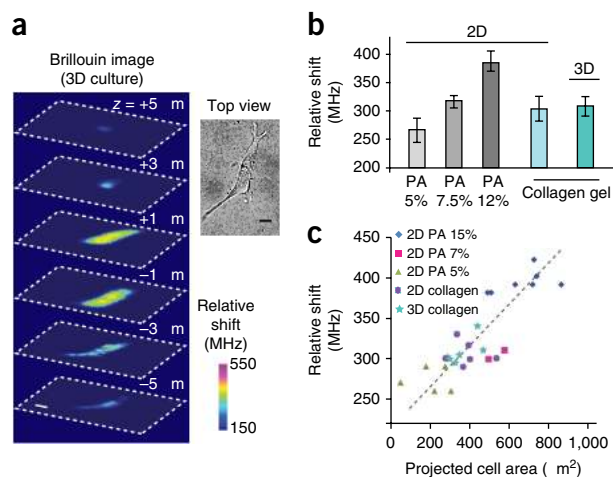 a
Brillouin image
(3D culture)
z = +5 m
+3 m
+1 m
−1 m
−3 m
−5 m
Top view
Relative
shift
(MHz)
550
150
b
2D
3D
Relative shift
(MHz)
400
350
300
250
200
PA
5%
PA
7.5%
PA
12%
Collagen gel
c
2D PA 15%
2D PA 7%
2D PA 5%
2D collagen
3D collagen
Relative shift
(MHz)
450
400
350
300
250
0
200
400
600
800
1,000
Projected cell area ( m²)